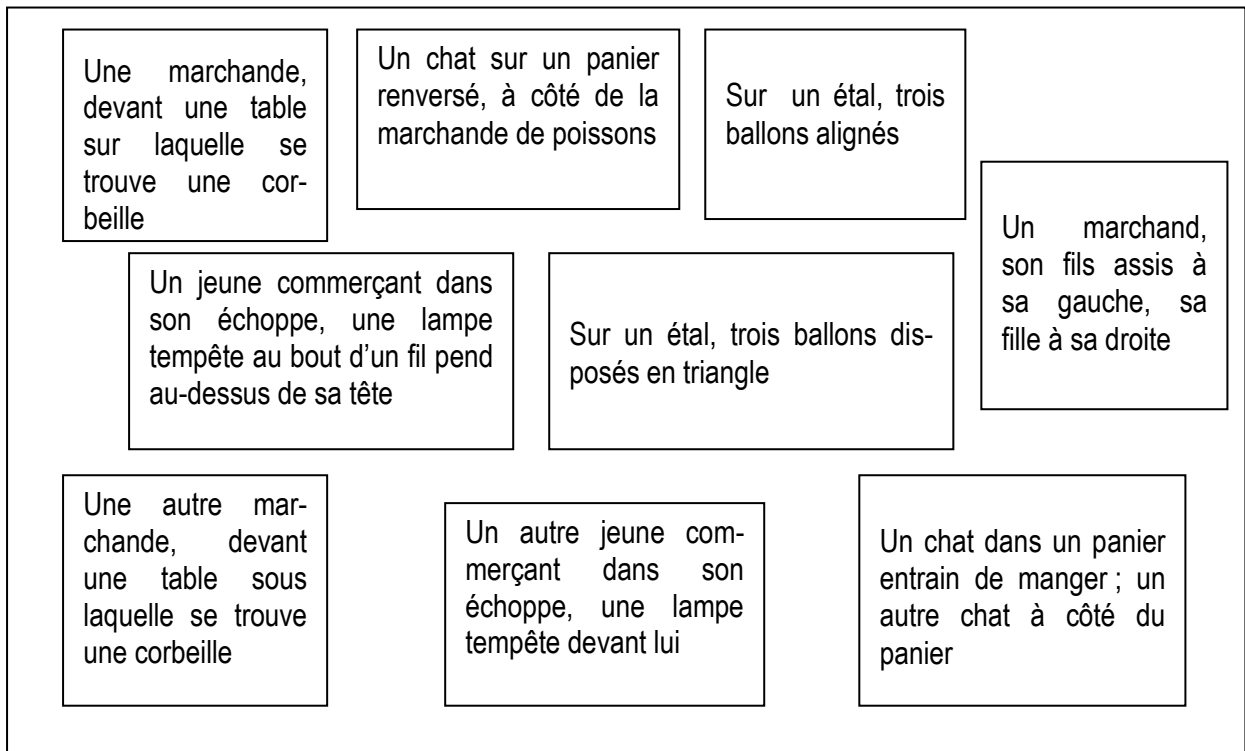 Une marchande,
devant une table
sur laquelle se
trouve une cor-
beille
Un chat sur un panier
renversé, à côté de la
marchande de poissons
Sur un étal, trois
ballons alignés
Un marchand,
son fils assis à
sa gauche, sa
fille à sa droite
Un jeune commerçant dans
son échoppe, une lampe
tempête au bout d’un fil pend
au-dessus de sa tête
Sur un étal, trois ballons dis-
posés en triangle
Une autre mar-
chande, devant
une table sous
laquelle se trouve
une corbeille
Un autre jeune com-
merçant dans son
échoppe, une lampe
tempête devant lui
Un chat dans un panier
entrain de manger ; un
autre chat à côté du
panier